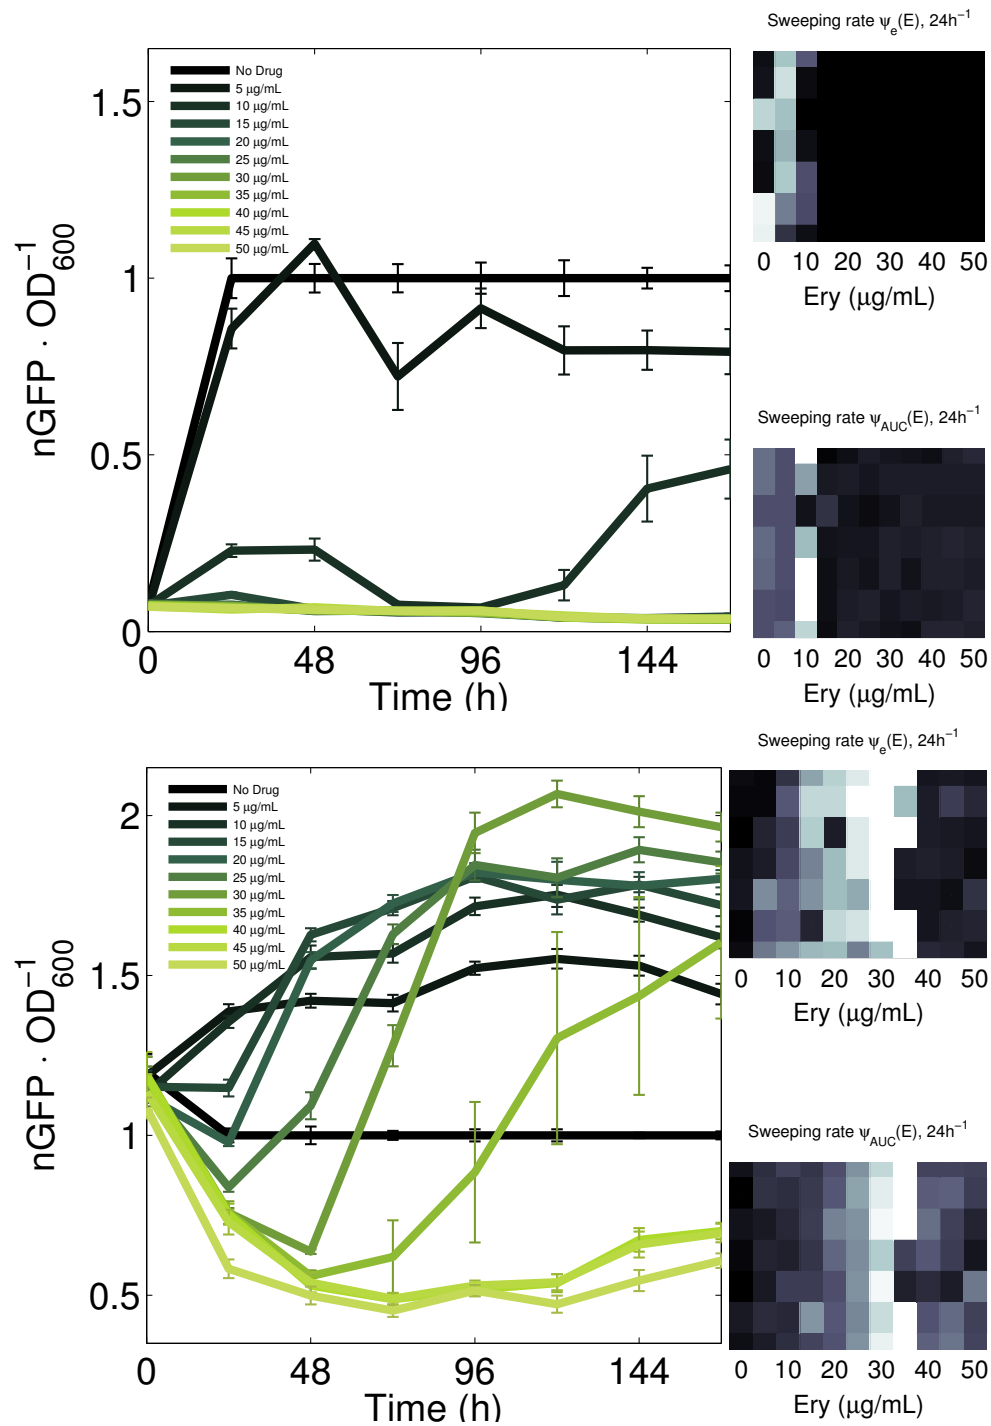 Sweeping rate ψe(E), 24h⁻¹
No Drug
5 µg/mL
10 µg/mL
15 µg/mL
20 µg/mL
25 µg/mL
30 µg/mL
35 µg/mL
40 µg/mL
45 µg/mL
50 µg/mL
1.5
1
0.5
0
nGFP · OD⁻¹600
0 48 96 144
Time (h)
0 10 20 30 40 50
Ery (µg/mL)
Sweeping rate ψAUC(E), 24h⁻¹
0 10 20 30 40 50
Ery (µg/mL)
Sweeping rate ψe(E), 24h⁻¹
No Drug
5 µg/mL
10 µg/mL
15 µg/mL
20 µg/mL
25 µg/mL
30 µg/mL
35 µg/mL
40 µg/mL
45 µg/mL
50 µg/mL
2
1.5
1
0.5
nGFP · OD⁻¹600
0 48 96 144
Time (h)
0 10 20 30 40 50
Ery (µg/mL)
Sweeping rate ψAUC(E), 24h⁻¹
0 10 20 30 40 50
Ery (µg/mL)